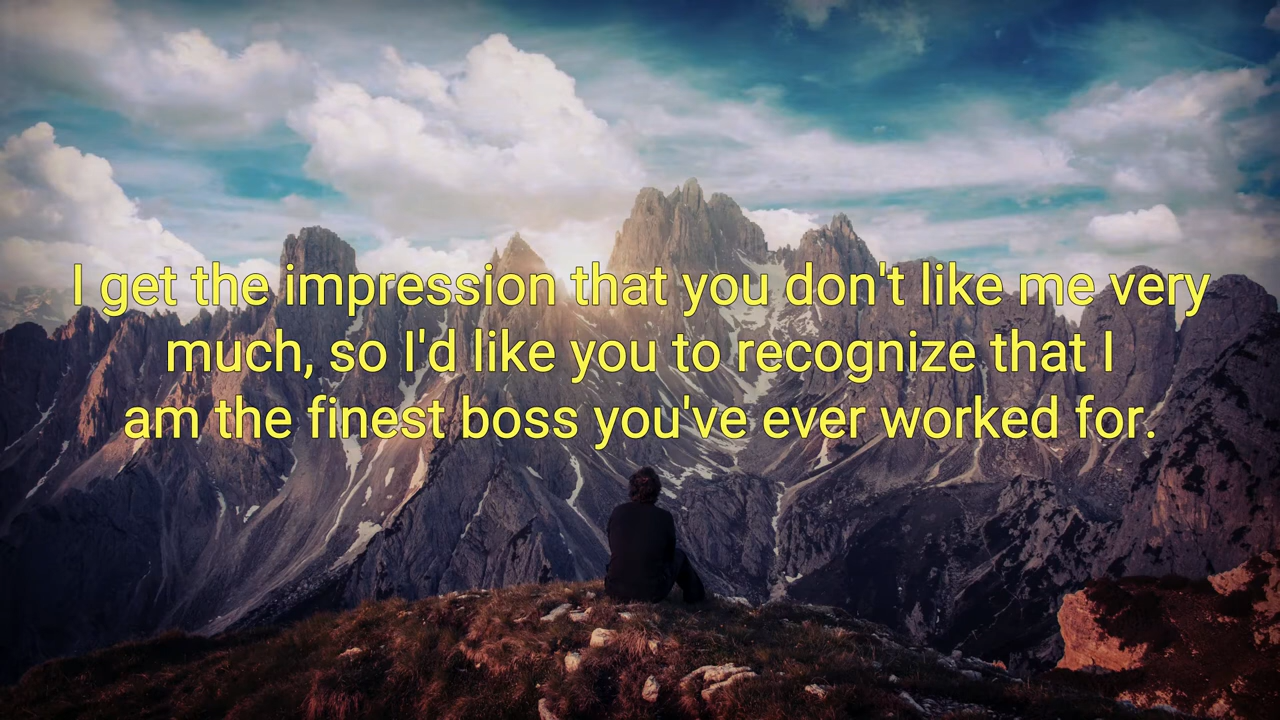 I get the impression that you don't like me very
much, so I'd like you to recognize that I
am the finest boss you've ever worked for.